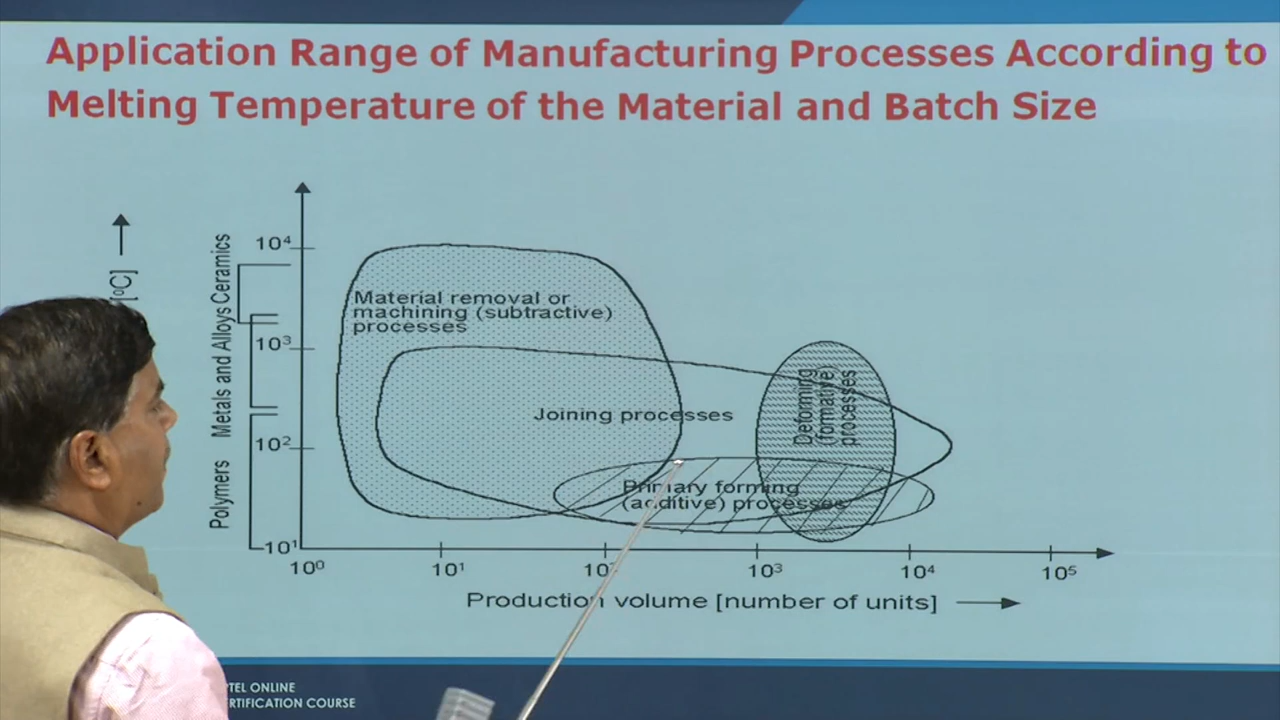 Application Range of Manufacturing Processes According to
Melting Temperature of the Material and Batch Size
[ºC]
Ceramics
Metals and Alloys
Polymers
10⁴
10³
10²
10¹
Material removal or
machining (subtractive)
processes
Joining processes
Deforming
(formative)
processes
Primary forming
(additive) processes
10⁰
10¹
10³
10⁴
10⁵
Production volume [number of units]
ONLINE
COURSE